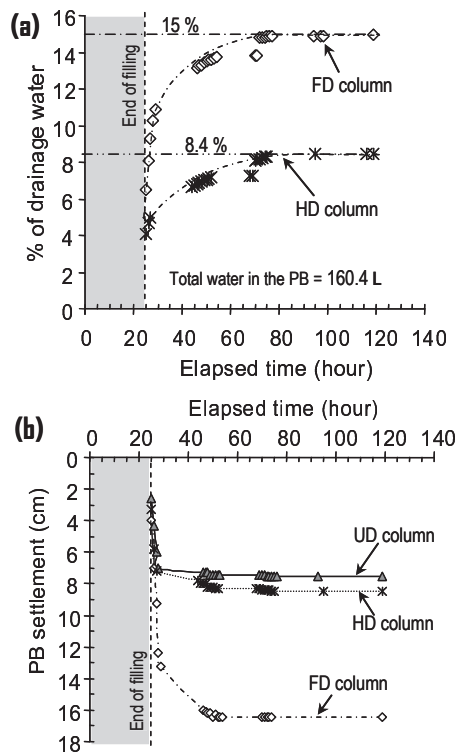 (a)
16
15 %
14
12
10
8
6
4
2
0
% of drainage water
End of filling
FD column
8.4 %
HD column
Total water in the PB = 160.4 L
0 20 40 60 80 100 120 140
Elapsed time (hour)
(b)
Elapsed time (hour)
0 20 40 60 80 100 120 140
0
2
4
6
8
10
12
14
16
18
PB settlement (cm)
End of filling
UD column
HD column
FD column